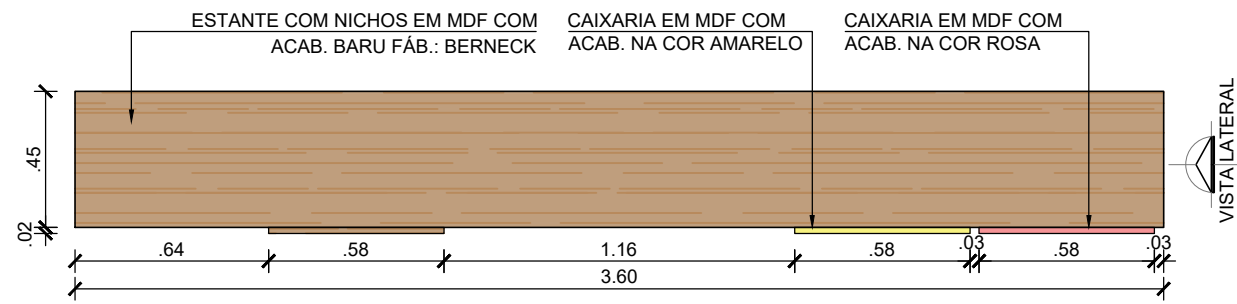 ESTANTE COM NICHOS EM MDF COM
ACAB. BARU FÁB.: BERNECK
CAIXARIA EM MDF COM
ACAB. NA COR AMARELO
CAIXARIA EM MDF COM
ACAB. NA COR ROSA
.45
.02
VISTA LATERAL
.64
.58
1.16
.58
.03
.58
.03
3.60